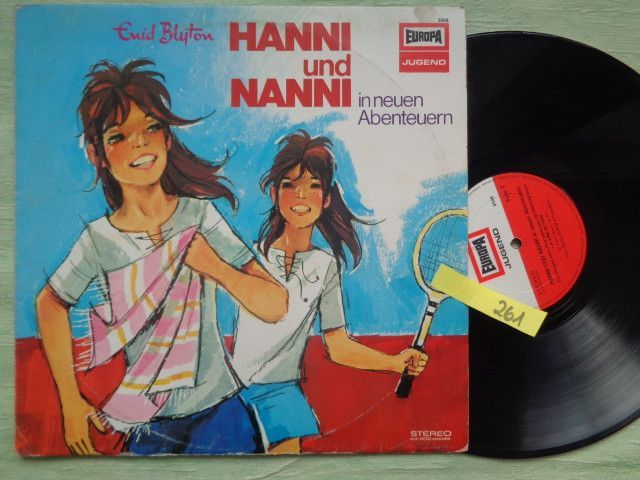 Enid Blyton
HANNI
und
NANNI
in neuen
Abenteuern
EUROPA
JUGEND
STEREO
EUROPA
JUGEND
261